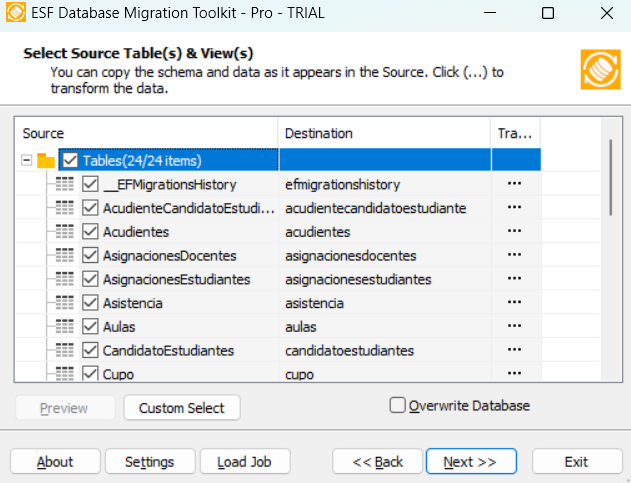 ESF Database Migration Toolkit - Pro - TRIAL
Select Source Table(s) & View(s)
You can copy the schema and data as it appears in the Source. Click (...) to
transform the data.
Source Destination Tra...
Tables(24/24 items)
__EFMigrationsHistory efmigrationshistory ...
AcudienteCandidatoEstudi... acudientecandidatoestudiante ...
Acudientes acudientes ...
AsignacionesDocentes asignacionesdocentes ...
AsignacionesEstudiantes asignacionesestudiantes ...
Asistencia asistencia ...
Aulas aulas ...
CandidatoEstudiantes candidatoestudiantes ...
Cupo cupo ...
Preview Custom Select Overwrite Database
About Settings Load Job << Back Next >> Exit